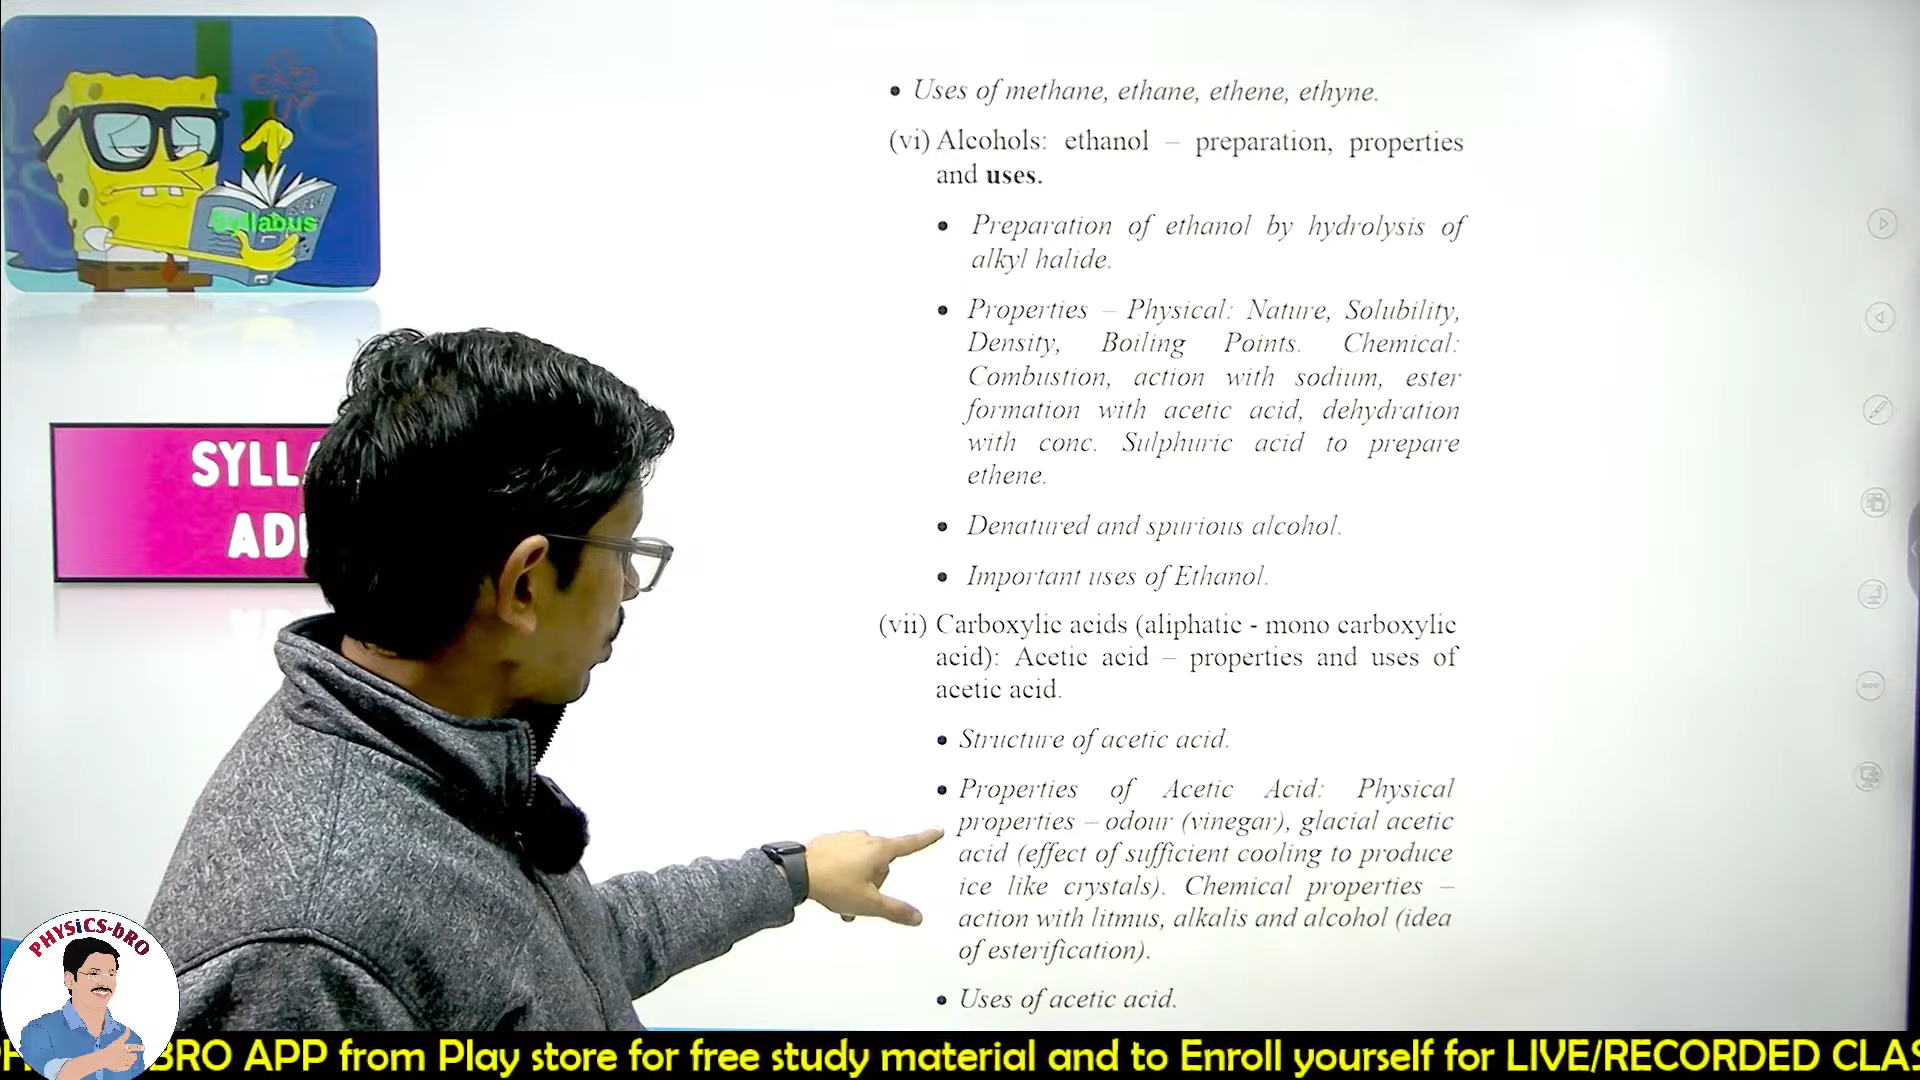 Syllabus
SYLL
AD
• Uses of methane, ethane, ethene, ethyne.
(vi) Alcohols: ethanol – preparation, properties
and uses.
• Preparation of ethanol by hydrolysis of
alkyl halide.
• Properties – Physical: Nature, Solubility,
Density, Boiling Points. Chemical:
Combustion, action with sodium, ester
formation with acetic acid, dehydration
with conc. Sulphuric acid to prepare
ethene.
• Denatured and spurious alcohol.
• Important uses of Ethanol.
(vii) Carboxylic acids (aliphatic - mono carboxylic
acid): Acetic acid – properties and uses of
acetic acid.
• Structure of acetic acid.
• Properties of Acetic Acid: Physical
properties – odour (vinegar), glacial acetic
acid (effect of sufficient cooling to produce
ice like crystals). Chemical properties –
action with litmus, alkalis and alcohol (idea
of esterification).
• Uses of acetic acid.
PHYSiCS-bRO
bRO APP from Play store for free study material and to Enroll yourself for LIVE/RECORDED CLAS